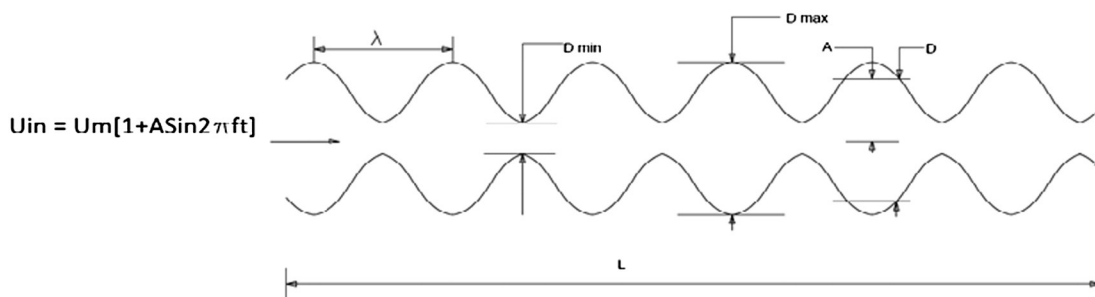 D max
λ
D min
A
D
Uin = Um[1+ASin2πft]
L